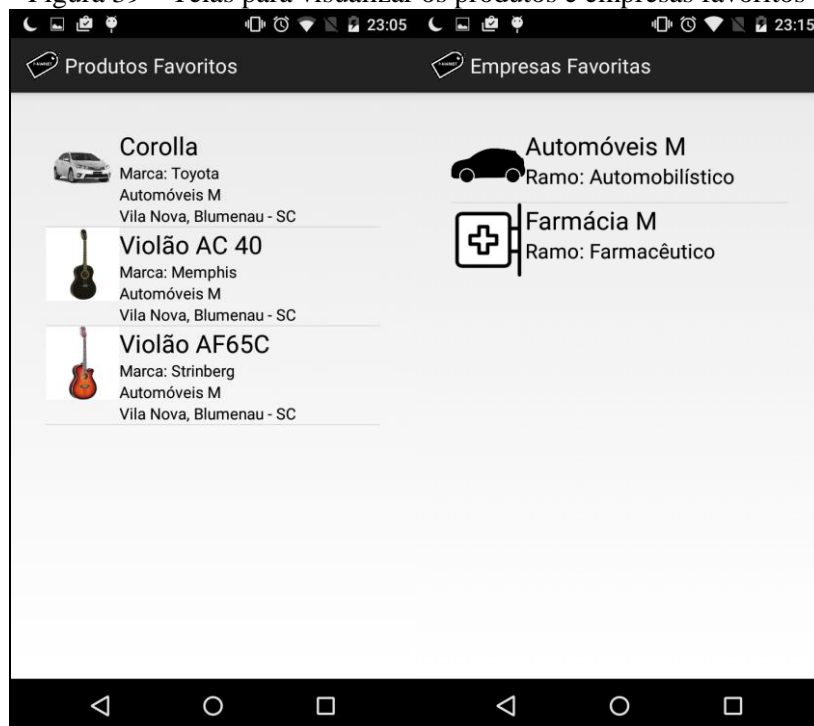 Figura 39 – Telas para visualizar os produtos e empresas favoritos
23:05
Produtos Favoritos
Corolla
Marca: Toyota
Automóveis M
Vila Nova, Blumenau - SC
Violão AC 40
Marca: Memphis
Automóveis M
Vila Nova, Blumenau - SC
Violão AF65C
Marca: Strinberg
Automóveis M
Vila Nova, Blumenau - SC
23:15
Empresas Favoritas
Automóveis M
Ramo: Automobilístico
Farmácia M
Ramo: Farmacêutico